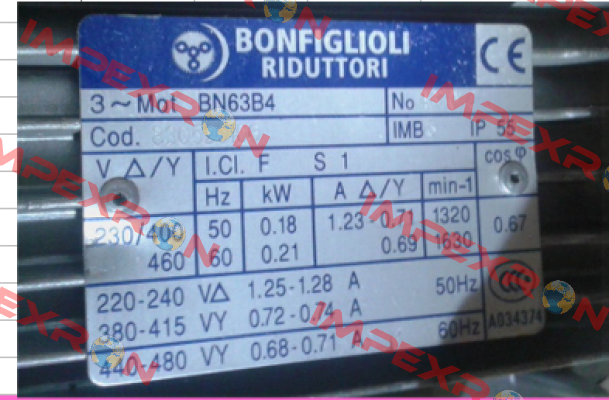 BONFIGLIOLI
RIDUTTORI
CE
3~Mot BN63B4 No
Cod. IMB IP 55
V Δ/Y I.Cl. F S 1 cosφ
Hz kW A Δ/Y min-1
230/400 50 0.18 1.23 0.71 1320 0.67
460 60 0.21 0.69 1630
220-240 VΔ 1.25-1.28 A 50Hz
380-415 VY 0.72-0.74 A
440-480 VY 0.68-0.71 A 60Hz A034374
IMPEXRON